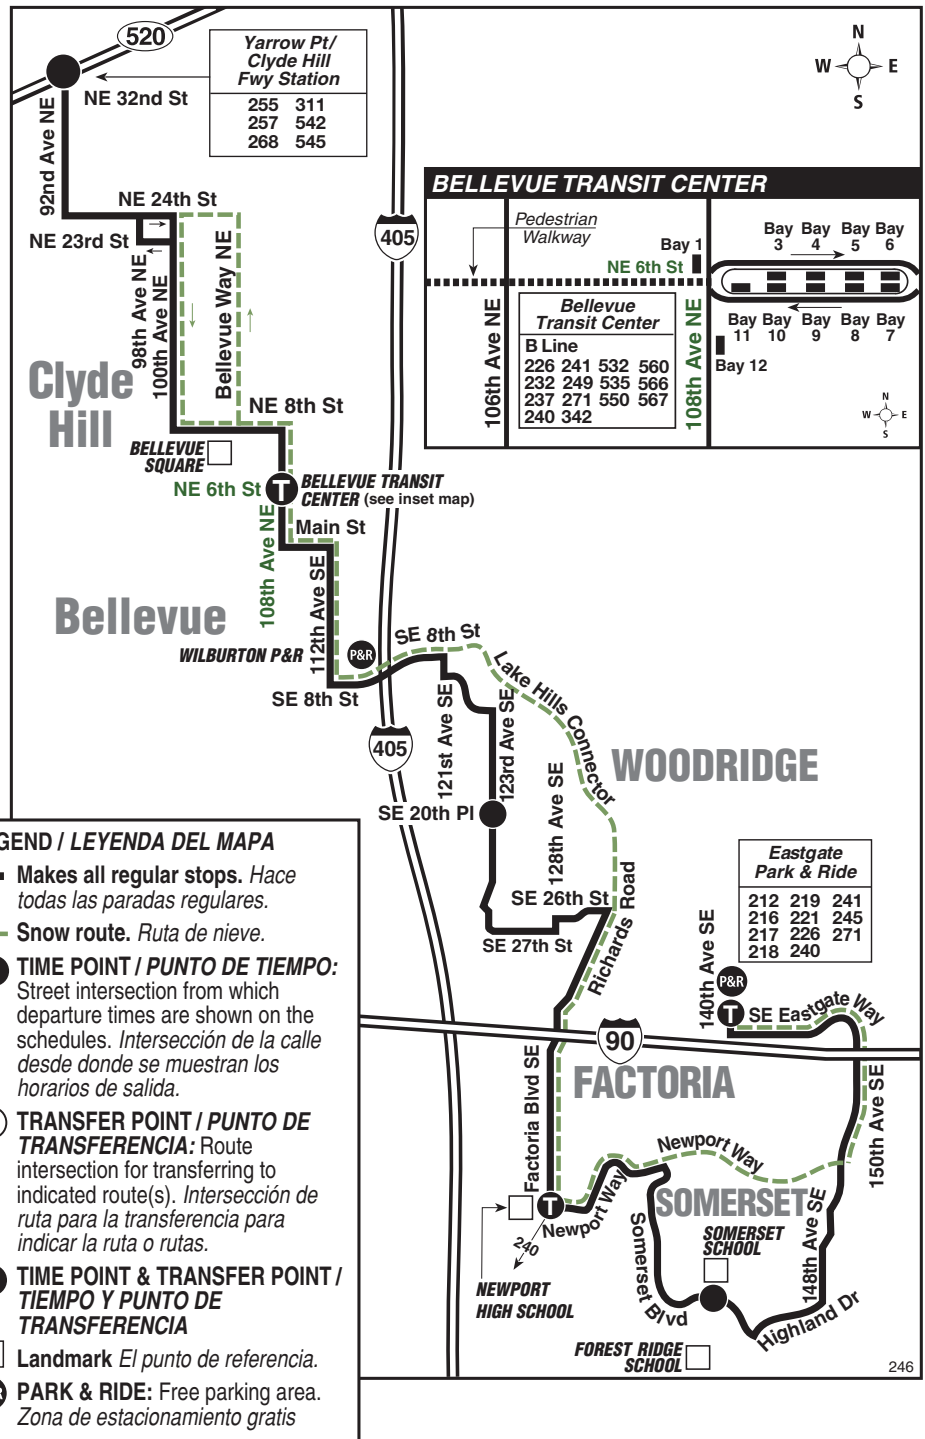 520
Yarrow Pt/
Clyde Hill
Fwy Station
255 311
257 542
268 545
N
W E
S
NE 32nd St
92nd Ave NE
NE 24th St
NE 23rd St
98th Ave NE
100th Ave NE
Bellevue Way NE
405
Clyde
Hill
NE 8th St
BELLEVUE
SQUARE
NE 6th St
T
BELLEVUE TRANSIT
CENTER (see inset map)
108th Ave NE
Main St
BELLEVUE TRANSIT CENTER
Pedestrian
Walkway
Bay 1
NE 6th St
Bay Bay Bay Bay
3 4 5 6
Bellevue
Transit Center
B Line
226 241 532 560
232 249 535 566
237 271 550 567
240 342
106th Ave NE
108th Ave NE
Bay Bay Bay Bay Bay
11 10 9 8 7
Bay 12
N
W E
S
Bellevue
112th Ave SE
WILBURTON P&R
P&R
SE 8th St
SE 8th St
Lake Hills Connector
405
121st Ave SE
123rd Ave SE
WOODRIDGE
SE 20th Pl
128th Ave SE
SE 26th St
SE 27th St
Richards Road
Eastgate
Park & Ride
212 219 241
216 221 245
217 226 271
218 240
140th Ave SE
P&R
T
SE Eastgate Way
90
FACTORIA
Factoria Blvd SE
150th Ave SE
Newport Way
SOMERSET
T
Newport Way
240
NEWPORT
HIGH SCHOOL
Somerset Blvd
SOMERSET
SCHOOL
148th Ave SE
Highland Dr
FOREST RIDGE
SCHOOL
246
GEND / LEYENDA DEL MAPA
Makes all regular stops. Hace
todas las paradas regulares.
Snow route. Ruta de nieve.
TIME POINT / PUNTO DE TIEMPO:
Street intersection from which
departure times are shown on the
schedules. Intersección de la calle
desde donde se muestran los
horarios de salida.
TRANSFER POINT / PUNTO DE
TRANSFERENCIA: Route
intersection for transferring to
indicated route(s). Intersección de
ruta para la transferencia para
indicar la ruta o rutas.
TIME POINT & TRANSFER POINT /
TIEMPO Y PUNTO DE
TRANSFERENCIA
Landmark El punto de referencia.
PARK & RIDE: Free parking area.
Zona de estacionamiento gratis